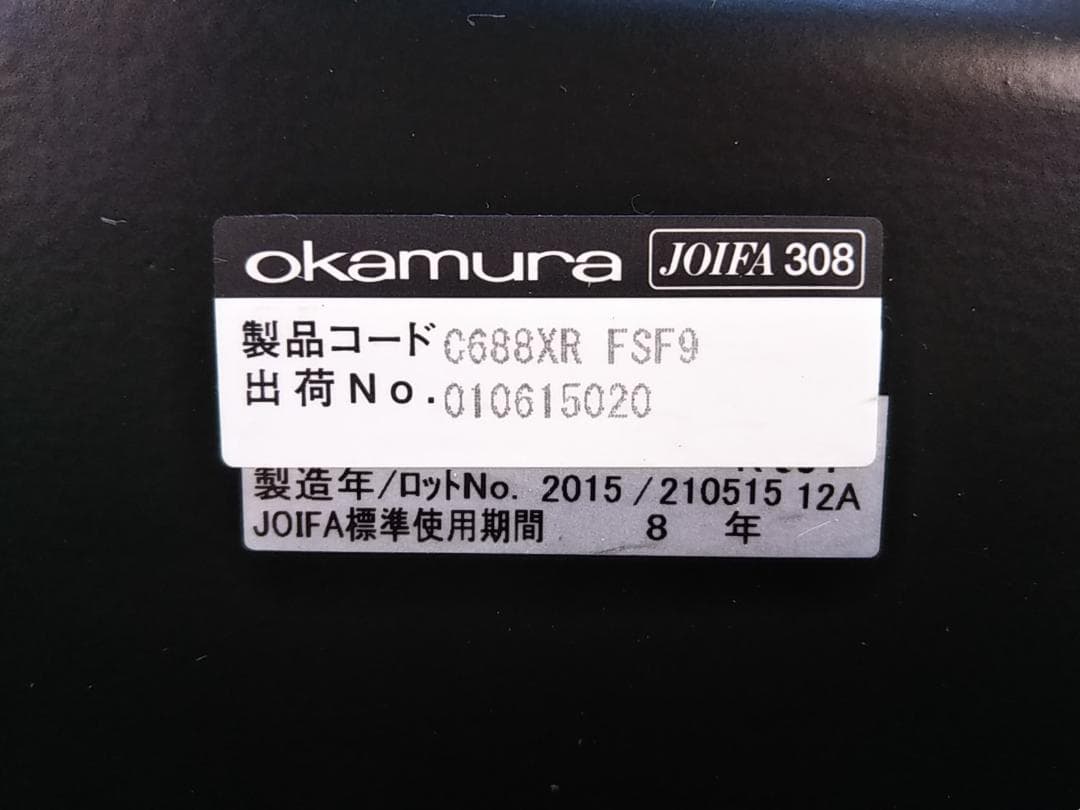 okamura JOIFA 308
製品コード C688XR FSF9
出荷No. 010615020
製造年/ロットNo. 2015 / 210515 12A
JOIFA標準使用期間 8 年